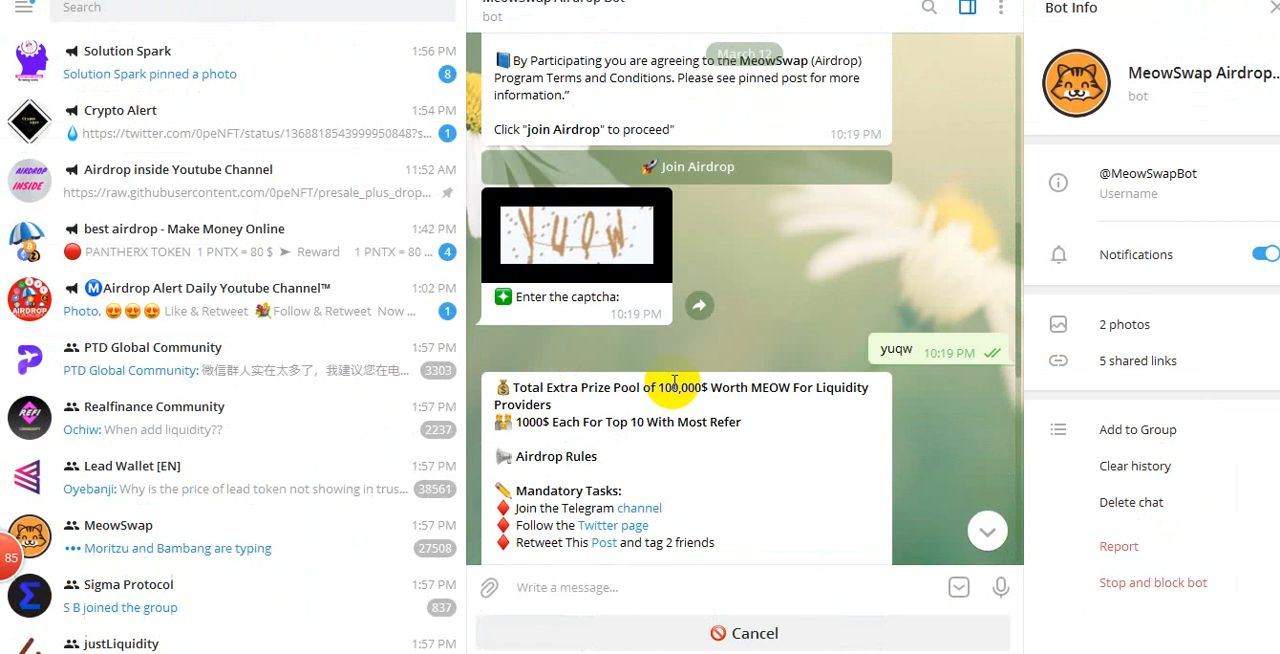 Search
Solution Spark
1:56 PM
Solution Spark pinned a photo
8
Crypto Alert
1:54 PM
https://twitter.com/0peNFT/status/1368818543999950848?s...
1
Airdrop inside Youtube Channel
11:52 AM
https://raw.githubusercontent.com/0peNFT/presale_plus_drop...
AIRDROP
INSIDE
best airdrop - Make Money Online
1:42 PM
PANTHERX TOKEN 1 PNTX = 80 $ ➤ Reward 1 PNTX = 80 ...
4
ⓂAirdrop Alert Daily Youtube Channel™
1:02 PM
Photo, 😍😍😍 Like & Retweet 💐Follow & Retweet Now ...
1
PTD Global Community
1:57 PM
PTD Global Community: 微信群人实在太多了，我建议您在电...
3303
Realfinance Community
1:57 PM
REFI
Ochiw: When add liquidity??
2237
Lead Wallet [EN]
1:57 PM
Oyebanji: Why is the price of lead token not showing in trus...
38561
MeowSwap
1:57 PM
85
Moritzu and Bambang are typing
27508
Sigma Protocol
1:57 PM
S B joined the group
837
justLiquidity
1:57 PM
bot
March 12
📘By Participating you are agreeing to the MeowSwap (Airdrop)
Program Terms and Conditions. Please see pinned post for more
information.”
Click "join Airdrop" to proceed"
10:19 PM
🚀 Join Airdrop
yuqw
Enter the captcha:
10:19 PM
yuqw 10:19 PM
💰Total Extra Prize Pool of 100,000$ Worth MEOW For Liquidity
Providers
1000$ Each For Top 10 With Most Refer
Airdrop Rules
✏️ Mandatory Tasks:
♦️ Join the Telegram channel
♦️ Follow the Twitter page
♦️ Retweet This Post and tag 2 friends
Write a message...
🚫 Cancel
Bot Info
MeowSwap Airdrop...
bot
@MeowSwapBot
Username
Notifications
2 photos
5 shared links
Add to Group
Clear history
Delete chat
Report
Stop and block bot